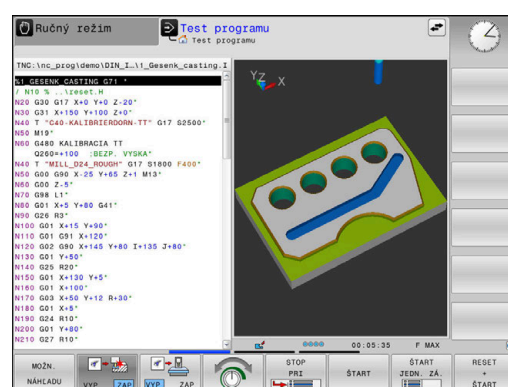 Ručný režim
Test programu
Test programu
TNC:\nc_prog\demo\DIN_I…\1_Gesenk_casting.I
%1_GESENK_CASTING G71 *
/ N10 % ..\reset.H
N20 G30 G17 X+0 Y+0 Z-20*
N30 G31 X+150 Y+100 Z+0*
N40 T "C40-KALIBRIERDORN-TT" G17 S2500*
N50 M19*
N60 G480 KALIBRACIA TT
Q260=+100 ;BEZP. VYSKA*
N40 T "MILL_D24_ROUGH" G17 S1800 F400*
N50 G00 G90 X-25 Y+65 Z+1 M13*
N60 G00 Z-5*
N70 G98 L1*
N80 G01 X+5 Y+80 G41*
N90 G26 R3*
N100 G01 X+15 Y+90*
N110 G01 G91 X+120*
N120 G02 G90 X+145 Y+80 I+135 J+80*
N130 G01 Y+50*
N140 G25 R20*
N150 G01 X+130 Y+5*
N160 G01 X+100*
N170 G03 X+50 Y+12 R+30*
N180 G01 X+5*
N190 G24 R10*
N200 G01 Y+80*
N210 G27 R10*
YZ X
00:05:35 F MAX
MOŽN.
NÁHĽADU
VYP ZAP
VYP ZAP
STOP
PRI
ŠTART
ŠTART
JEDN. ZÁ.
RESET
+
ŠTART